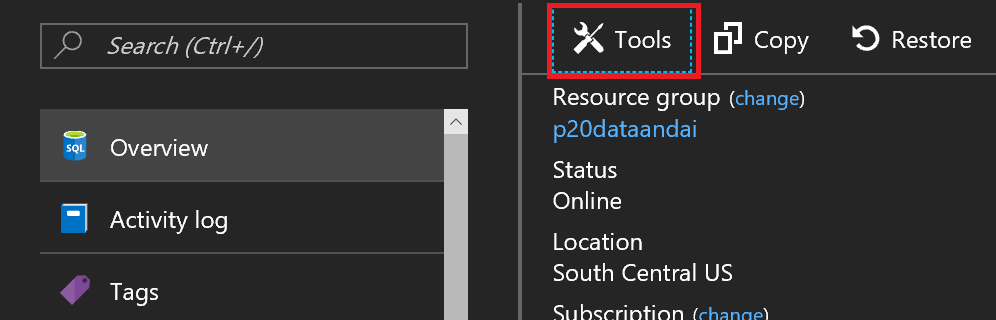 Search (Ctrl+/)
SQL
Overview
Activity log
Tags
Tools Copy Restore
Resource group (change)
p20dataandai
Status
Online
Location
South Central US
Subscription (change)